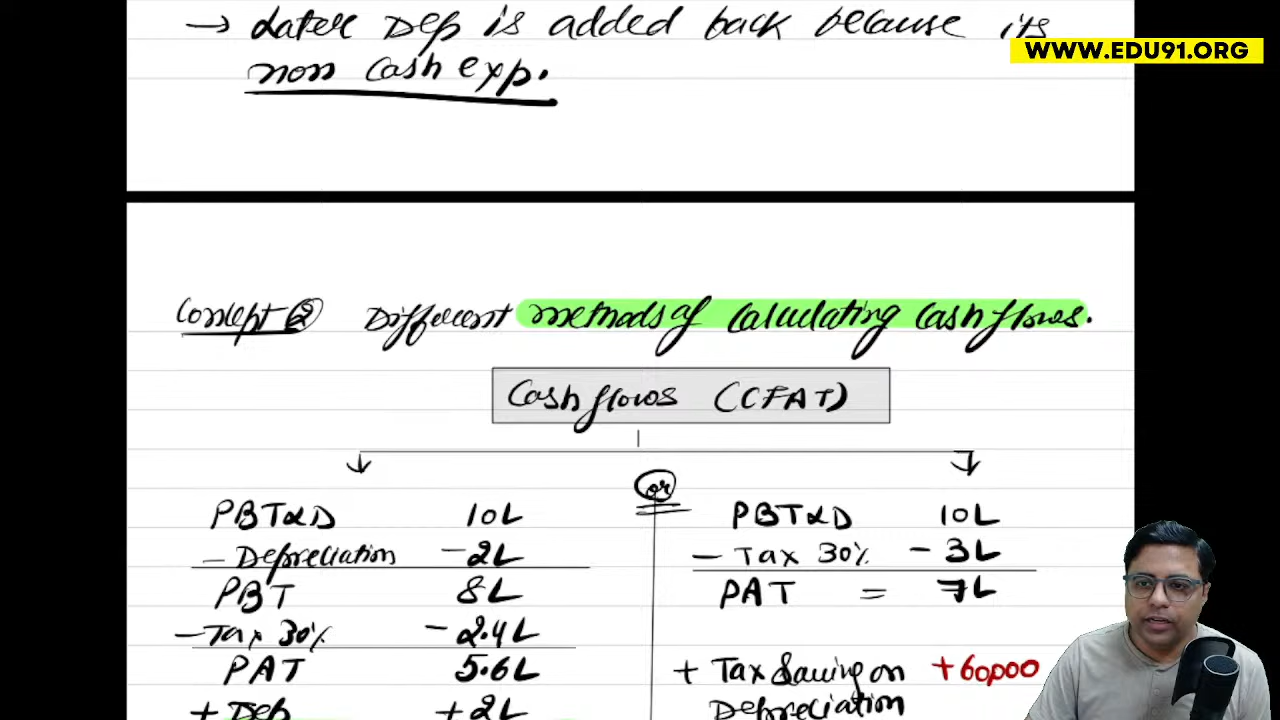 → Later Dep is added back because its
WWW.EDU91.ORG
non cash exp.
Concept ② Different methods of calculating cash flows.
Cash flows (CFAT)
or
PBT&D 10L
- Depreciation -2L
PBT 8L
- Tax 30% -2.4L
PAT 5.6L
+ Dep +2L
PBT&D 10L
- Tax 30% -3L
PAT = 7L
+ Tax Saving on +60000
Depreciation